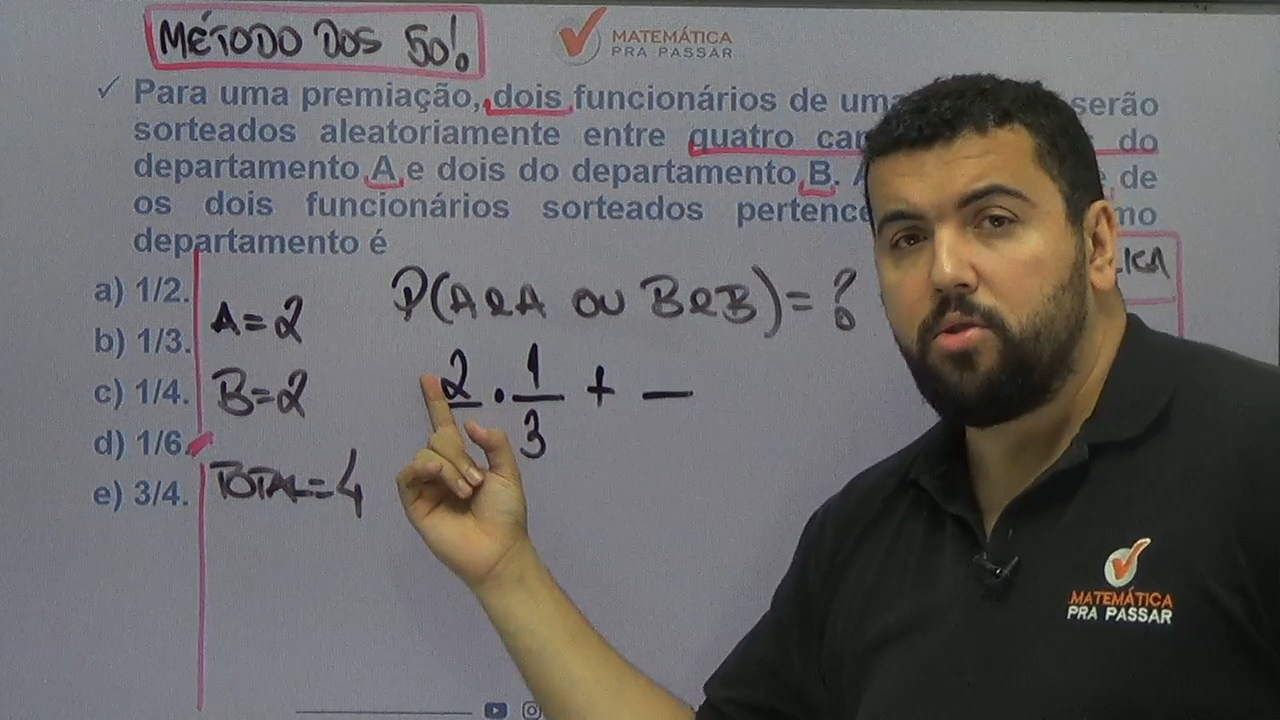 MÉTODO DOS 50%
MATEMÁTICA
PRA PASSAR
✓ Para uma premiação, dois funcionários de uma serão
sorteados aleatoriamente entre quatro do
departamento A e dois do departamento B. de
os dois funcionários sorteados
departamento é
a) 1/2.
b) 1/3.
c) 1/4.
d) 1/6.
e) 3/4.
A=2
B=2
TOTAL=4
P(A e A OU B e B) = ?
2 · 1/3 + —
MATEMÁTICA
PRA PASSAR